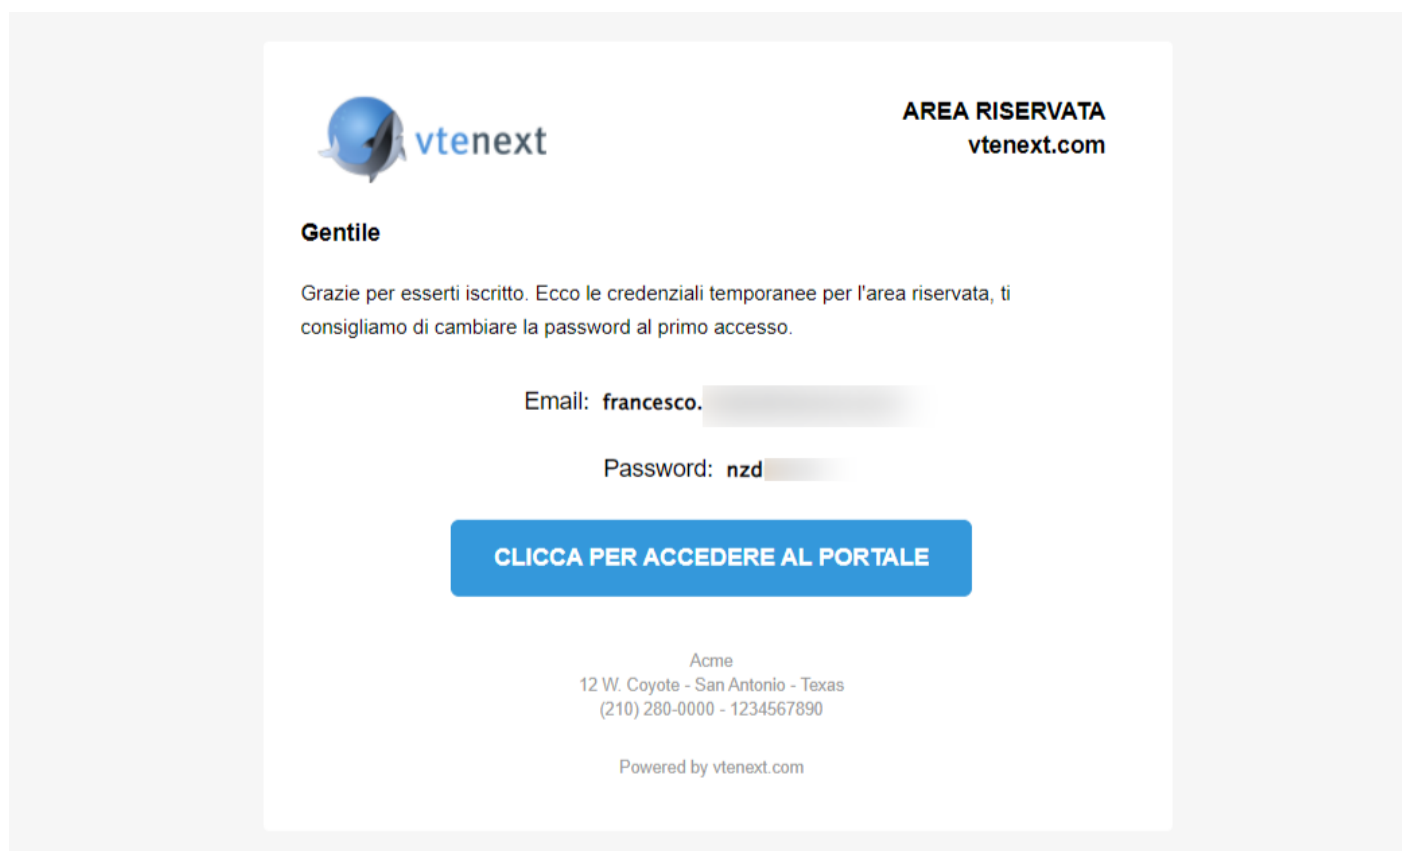 vtenext
AREA RISERVATA
vtenext.com
Gentile
Grazie per esserti iscritto. Ecco le credenziali temporanee per l'area riservata, ti
consigliamo di cambiare la password al primo accesso.
Email: francesco.
Password: nzd
CLICCA PER ACCEDERE AL PORTALE
Acme
12 W. Coyote - San Antonio - Texas
(210) 280-0000 - 1234567890
Powered by vtenext.com